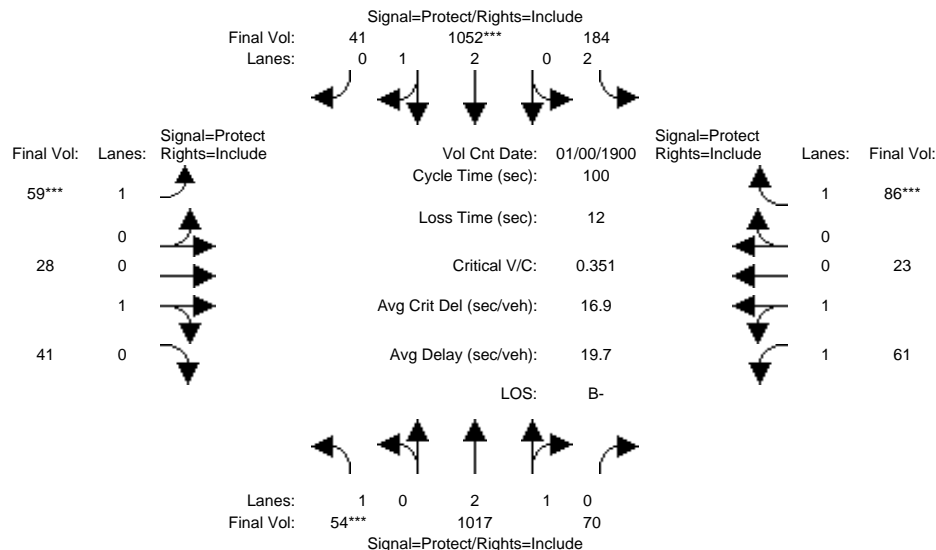 Signal=Protect/Rights=Include
Final Vol: 41 1052*** 184
Lanes: 0 1 2 0 2
Signal=Protect
Final Vol: Lanes: Rights=Include
Vol Cnt Date: 01/00/1900
Signal=Protect
Rights=Include Lanes: Final Vol:
Cycle Time (sec): 100
59*** 1
1 86***
Loss Time (sec): 12
0
0
28 0
Critical V/C: 0.351
0 23
1
Avg Crit Del (sec/veh): 16.9
1
41 0
Avg Delay (sec/veh): 19.7
1 61
LOS: B-
Lanes: 1 0 2 1 0
Final Vol: 54*** 1017 70
Signal=Protect/Rights=Include